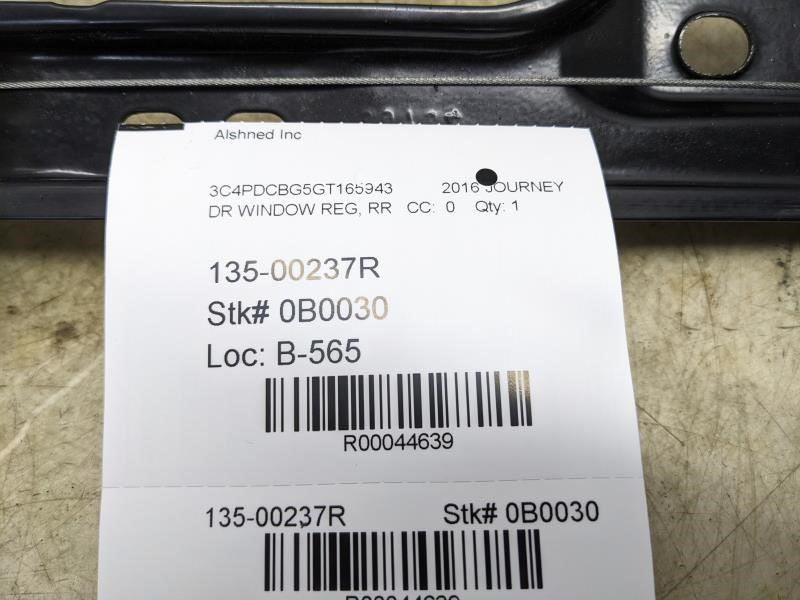 Alshned Inc
3C4PDCBG5GT165943 2016 JOURNEY
DR WINDOW REG, RR CC: 0 Qty: 1
135-00237R
Stk# 0B0030
Loc: B-565
R00044639
135-00237R Stk# 0B0030
R00044639